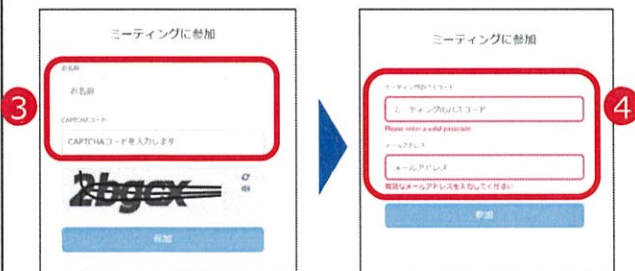 3
ミーティングに参加
お名前
お名前
CAPTCHAコード
CAPTCHAコードを入力します
2bgcx
参加
4
ミーティングに参加
ミーティングのパスコード
ミーティングのパスコード
Please enter a valid passcode.
メールアドレス
メールアドレス
有効なメールアドレスを入力してください
参加